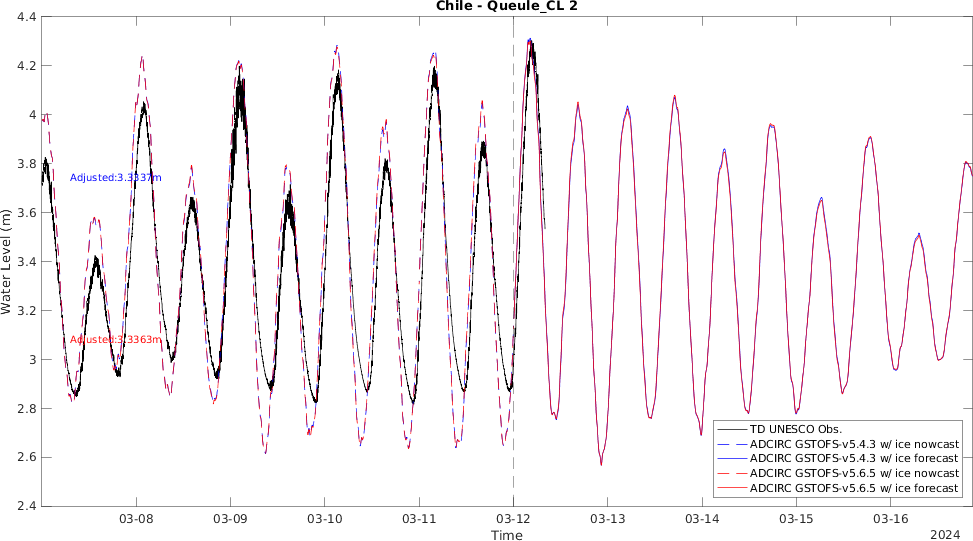 Chile - Queule_CL 2
4.4
4.2
4
3.8
3.6
3.4
3.2
3
2.8
2.6
2.4
Water Level (m)
Adjusted:3.3337m
Adjusted:3.3363m
TD UNESCO Obs.
ADCIRC GSTOFS-v5.4.3 w/ ice nowcast
ADCIRC GSTOFS-v5.4.3 w/ ice forecast
ADCIRC GSTOFS-v5.6.5 w/ ice nowcast
ADCIRC GSTOFS-v5.6.5 w/ ice forecast
03-08 03-09 03-10 03-11 03-12 03-13 03-14 03-15 03-16
Time
2024